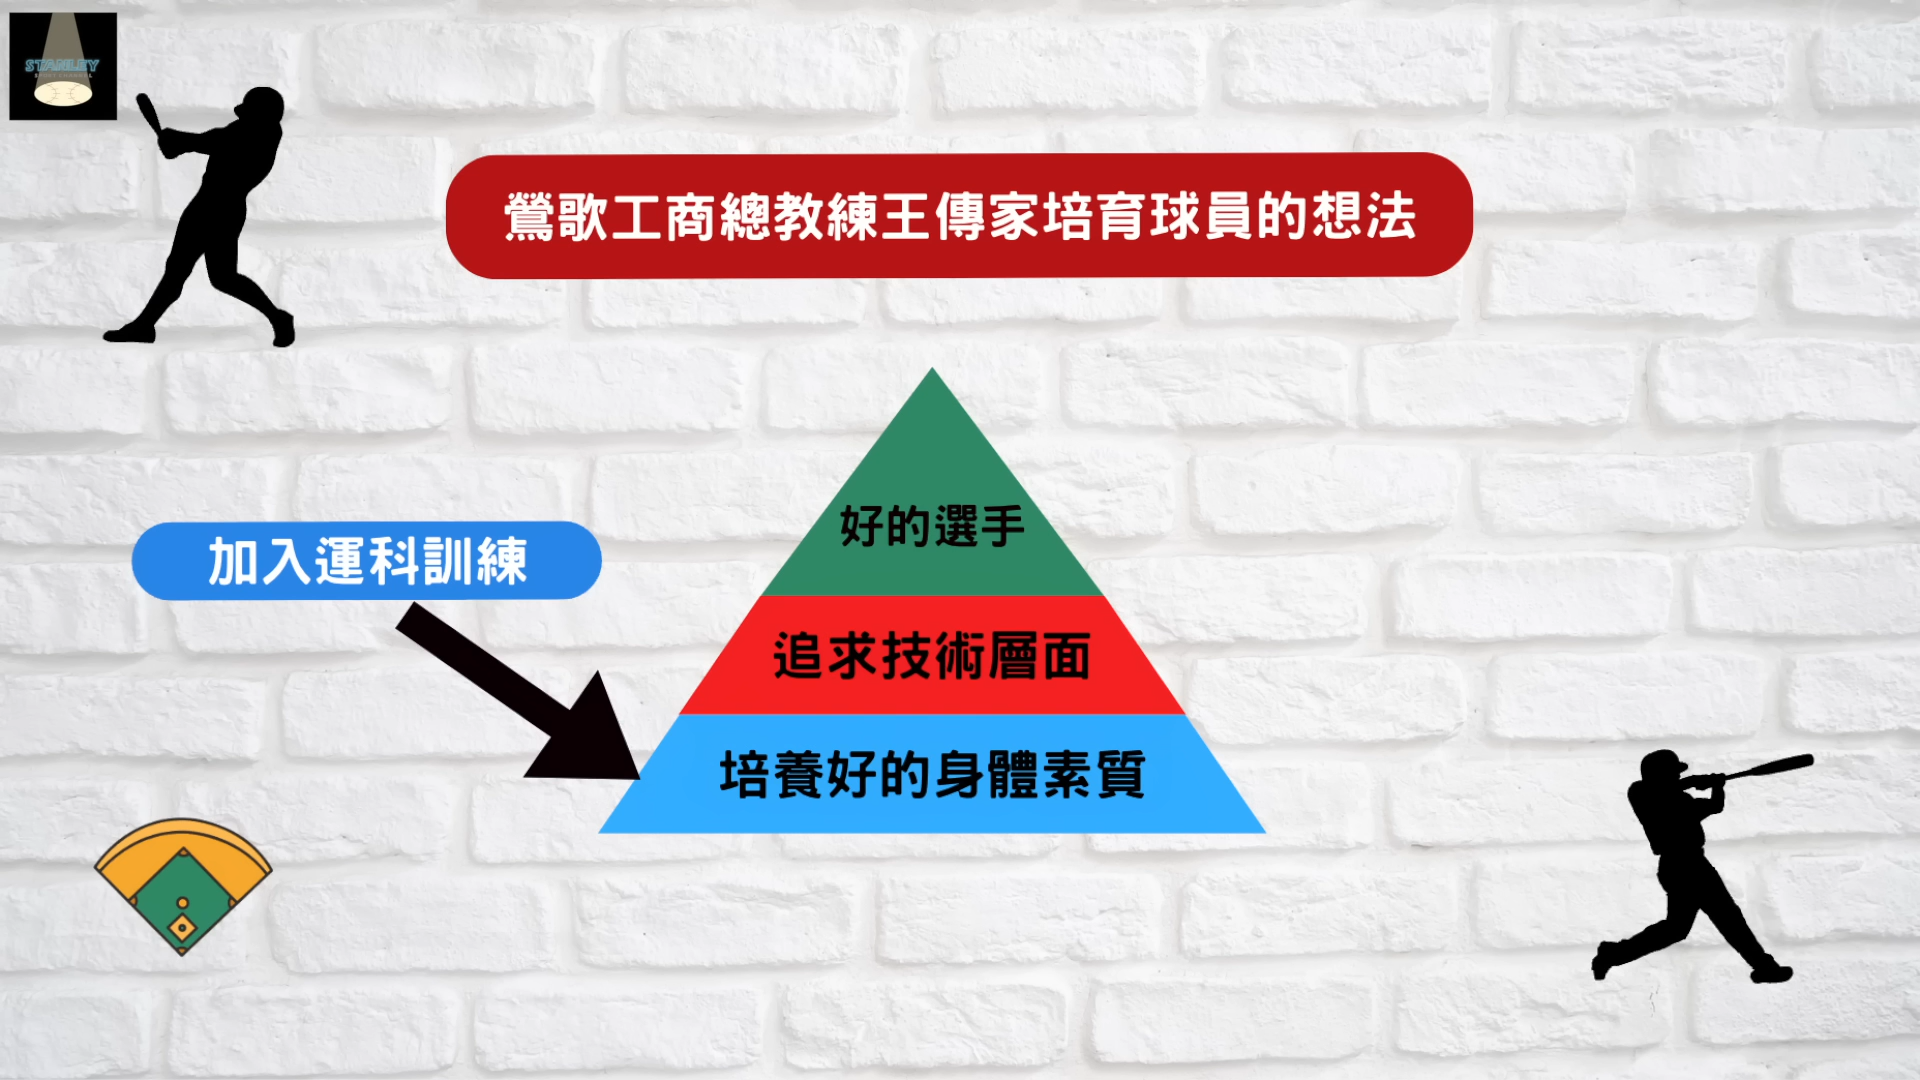 STANLEY
鶯歌工商總教練王傳家培育球員的想法
好的選手
加入運科訓練
追求技術層面
培養好的身體素質